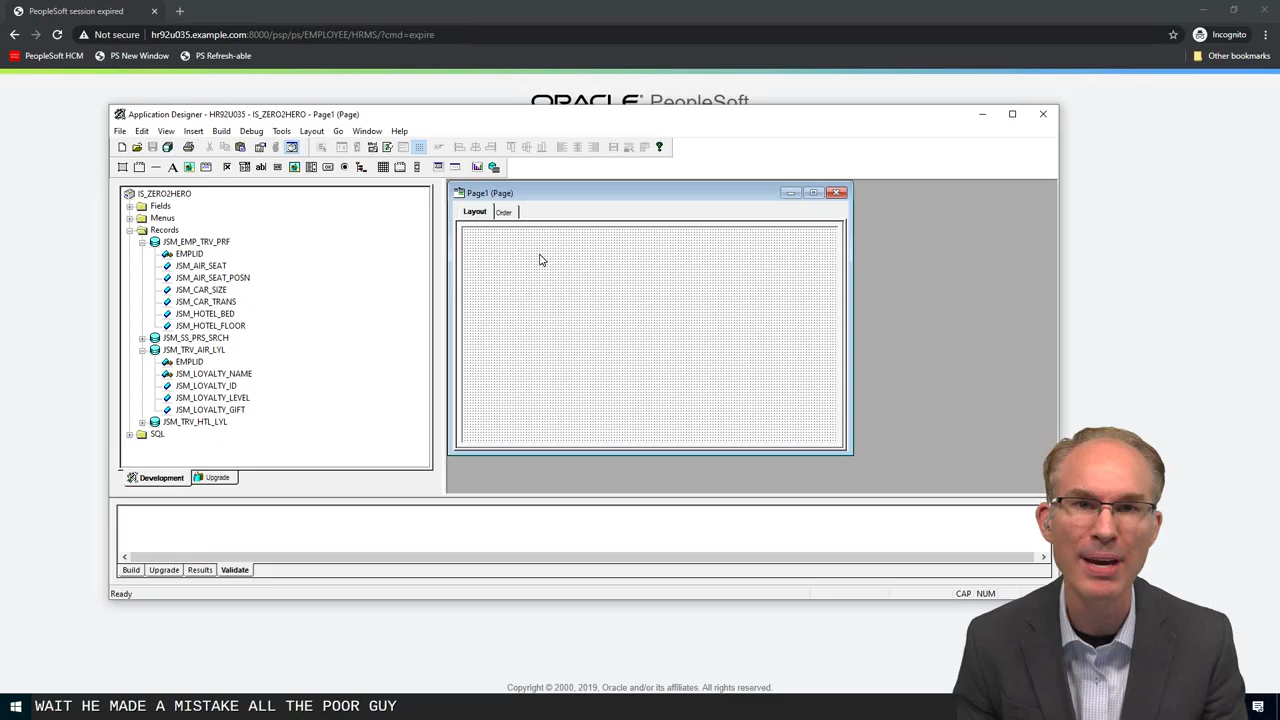 PeopleSoft session expired
Not secure
hr92u035.example.com:8000/psp/ps/EMPLOYEE/HRMS/?cmd=expire
Incognito
PeopleSoft HCM
PS New Window
PS Refresh-able
Other bookmarks
ORACLE PeopleSoft
Application Designer - HR92U035 - IS_ZERO2HERO - Page1 (Page)
File Edit View Insert Build Debug Tools Layout Go Window Help
IS_ZERO2HERO
Fields
Menus
Records
JSM_EMP_TRV_PRF
EMPLID
JSM_AIR_SEAT
JSM_AIR_SEAT_POSN
JSM_CAR_SIZE
JSM_CAR_TRANS
JSM_HOTEL_BED
JSM_HOTEL_FLOOR
JSM_SS_PRS_SRCH
JSM_TRV_AIR_LYL
EMPLID
JSM_LOYALTY_NAME
JSM_LOYALTY_ID
JSM_LOYALTY_LEVEL
JSM_LOYALTY_GIFT
JSM_TRV_HTL_LYL
SQL
Development
Upgrade
Page1 (Page)
Layout
Order
Build
Upgrade
Results
Validate
Ready
CAP NUM
Copyright © 2000, 2019, Oracle and/or its affiliates. All rights reserved.
WAIT HE MADE A MISTAKE ALL THE POOR GUY